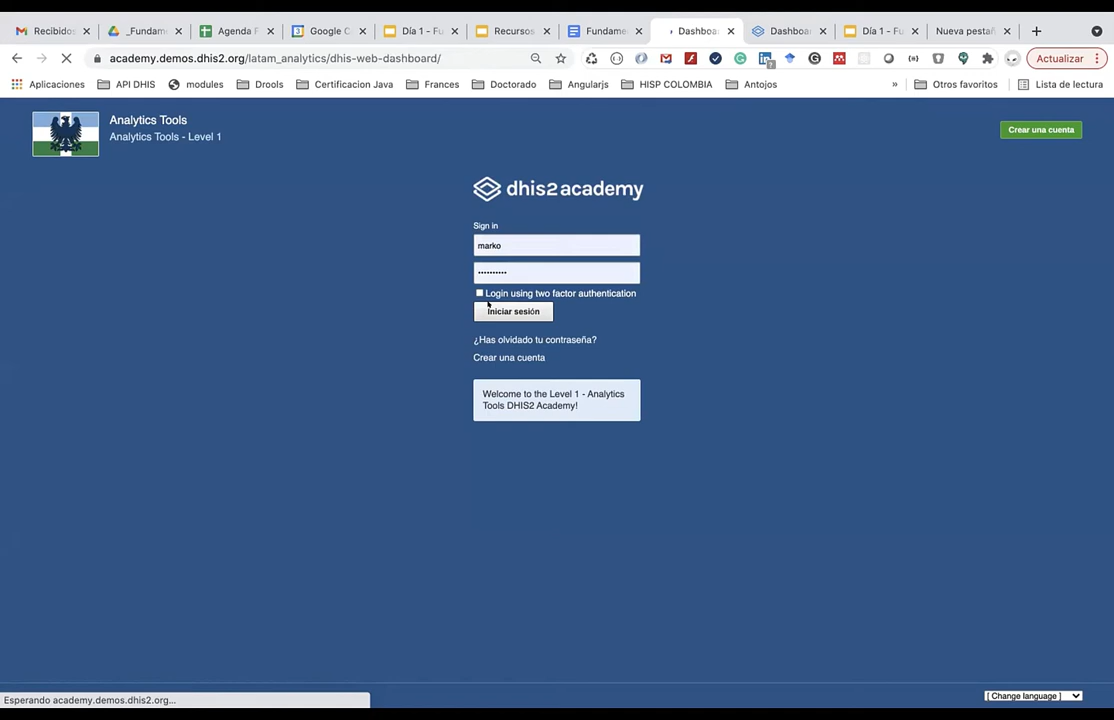 Recibidos
_Fundam
Agenda F
Google C
Día 1 - Fu
Recursos
Fundame
Dashboa
Dashboa
Día 1 - Fu
Nueva pestañ
academy.demos.dhis2.org/latam_analytics/dhis-web-dashboard/
Actualizar
Aplicaciones
API DHIS
modules
Drools
Certificacion Java
Frances
Doctorado
Angularjs
HISP COLOMBIA
Antojos
»
Otros favoritos
Lista de lectura
Analytics Tools
Analytics Tools - Level 1
Crear una cuenta
dhis2 academy
Sign in
marko
••••••••••
Login using two factor authentication
Iniciar sesión
¿Has olvidado tu contraseña?
Crear una cuenta
Welcome to the Level 1 - Analytics
Tools DHIS2 Academy!
Esperando academy.demos.dhis2.org...
[ Change language ]